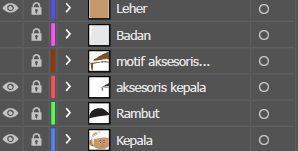 Leher
Badan
motif aksesoris...
aksesoris kepala
Rambut
Kepala